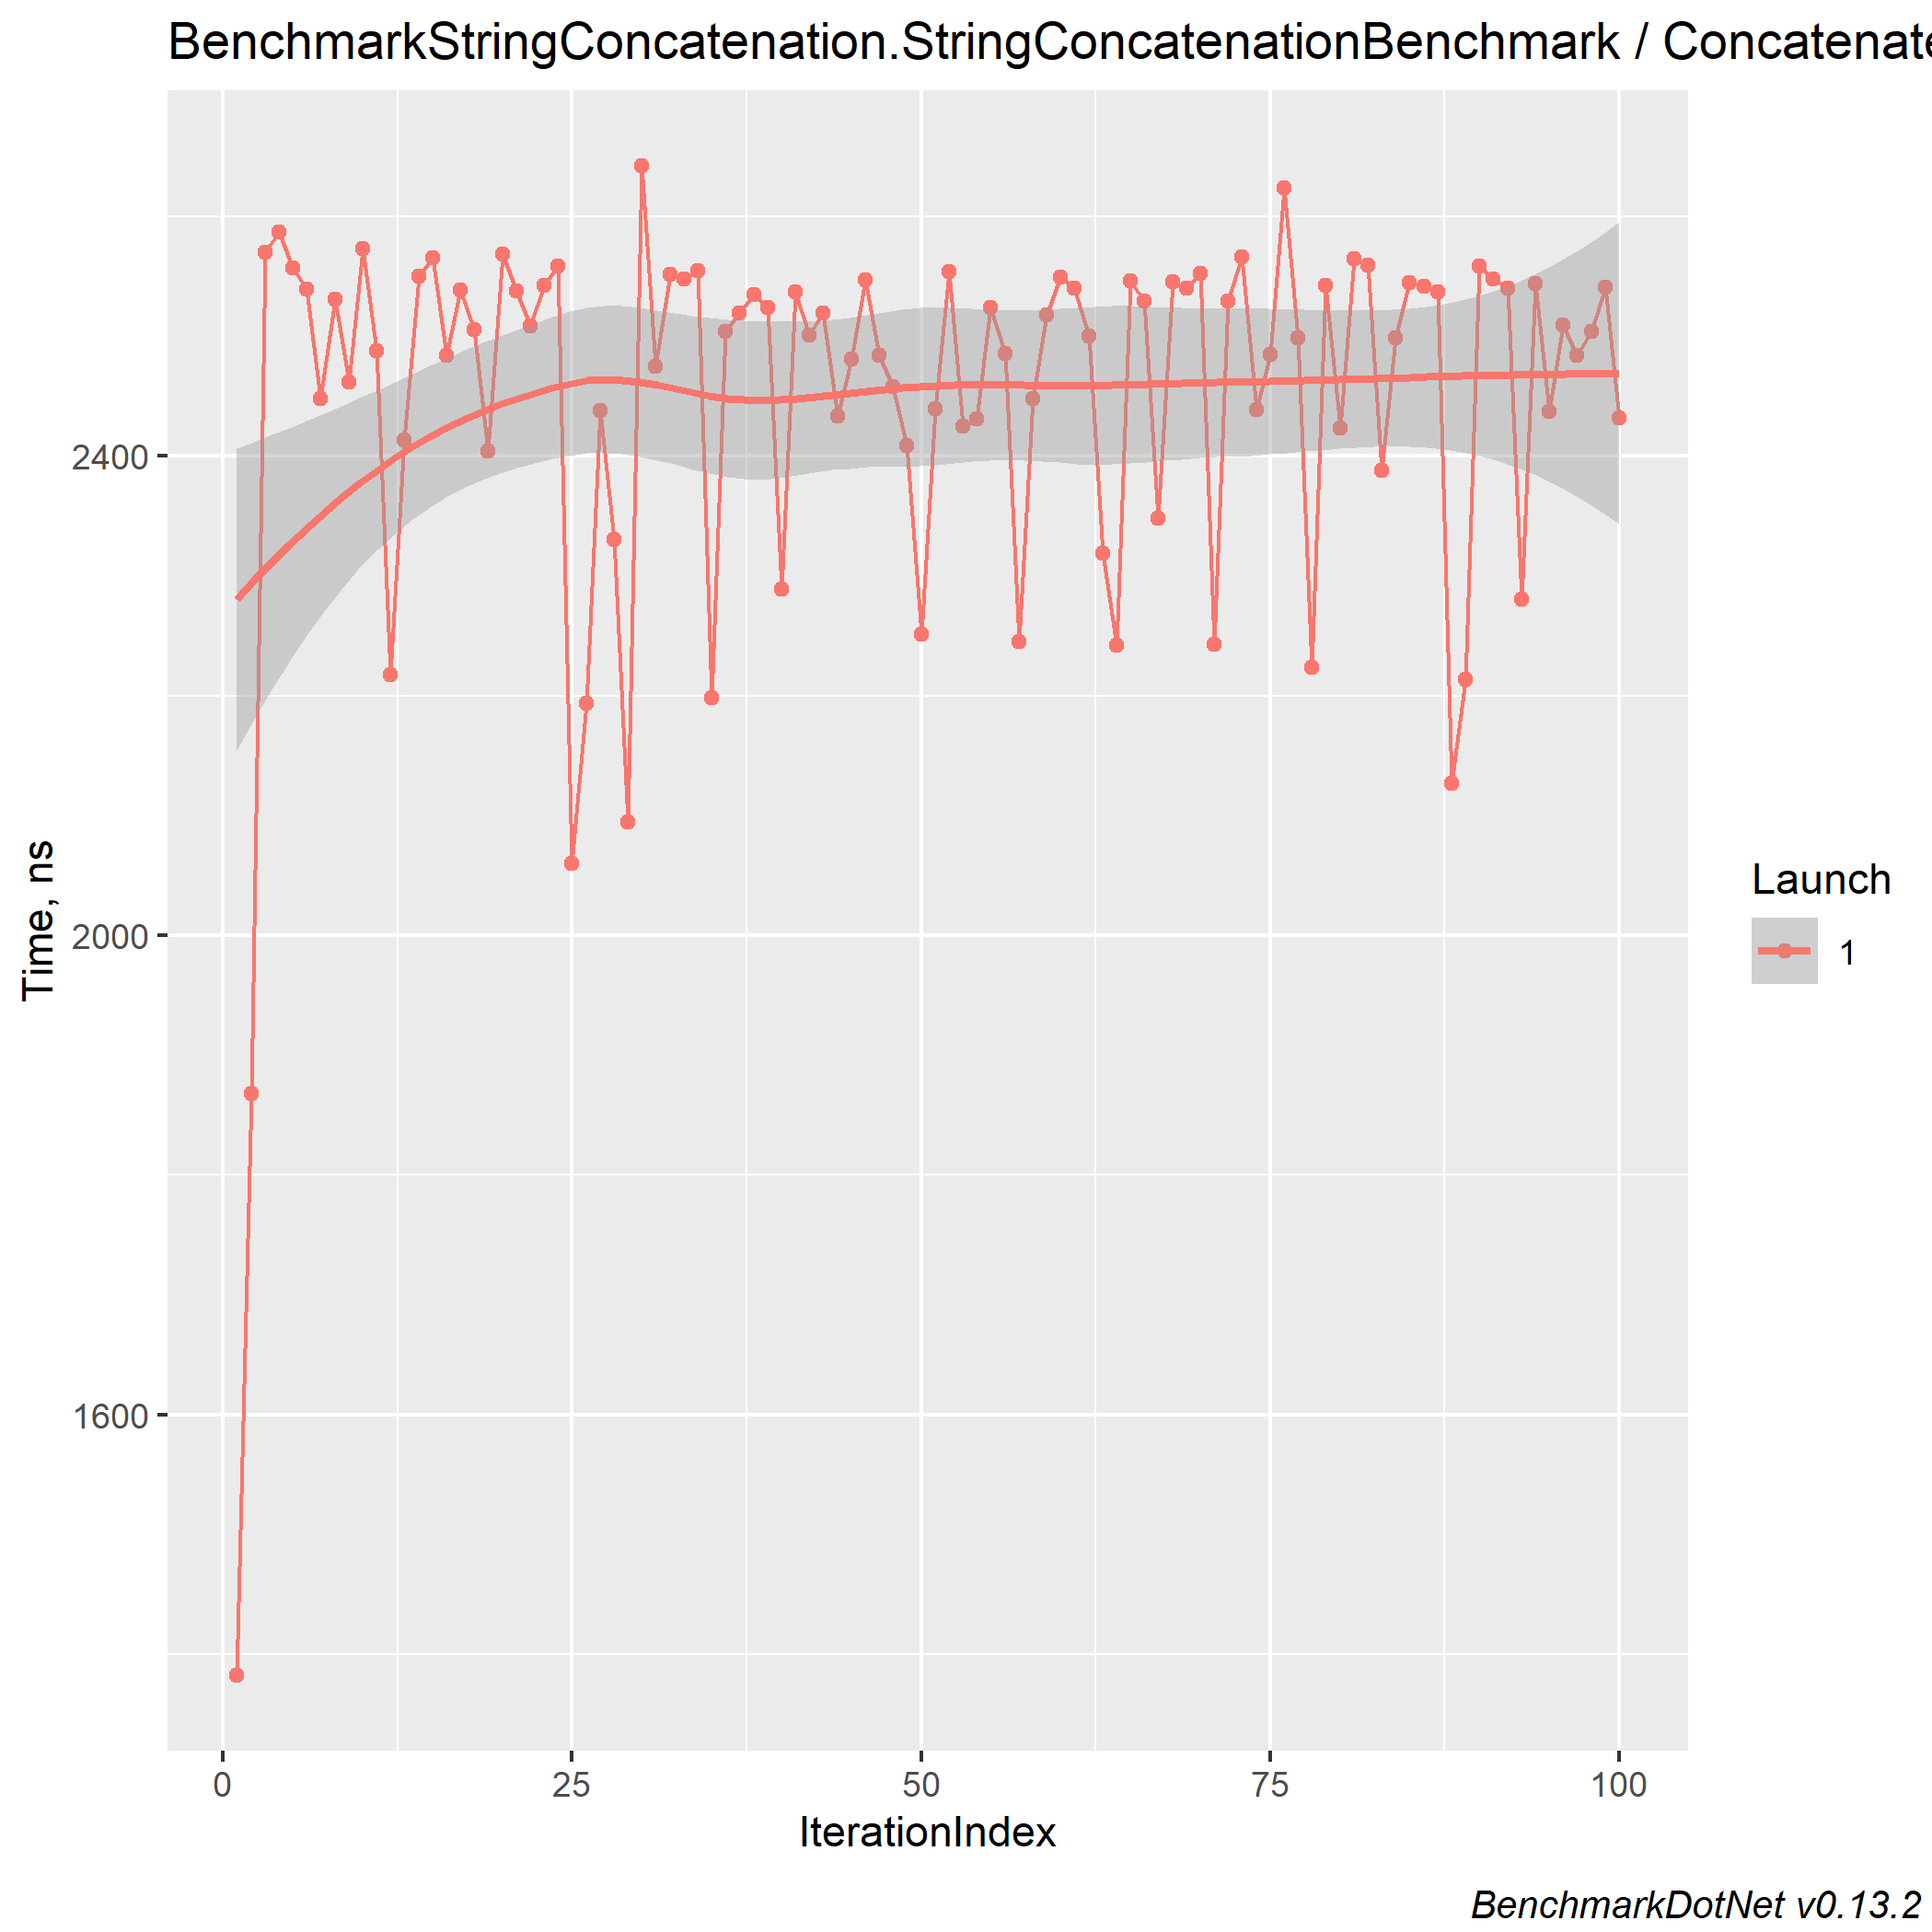 BenchmarkStringConcatenation.StringConcatenationBenchmark / Concatenate
2400
2000
1600
Time, ns
0 25 50 75 100
IterationIndex
Launch
1
BenchmarkDotNet v0.13.2